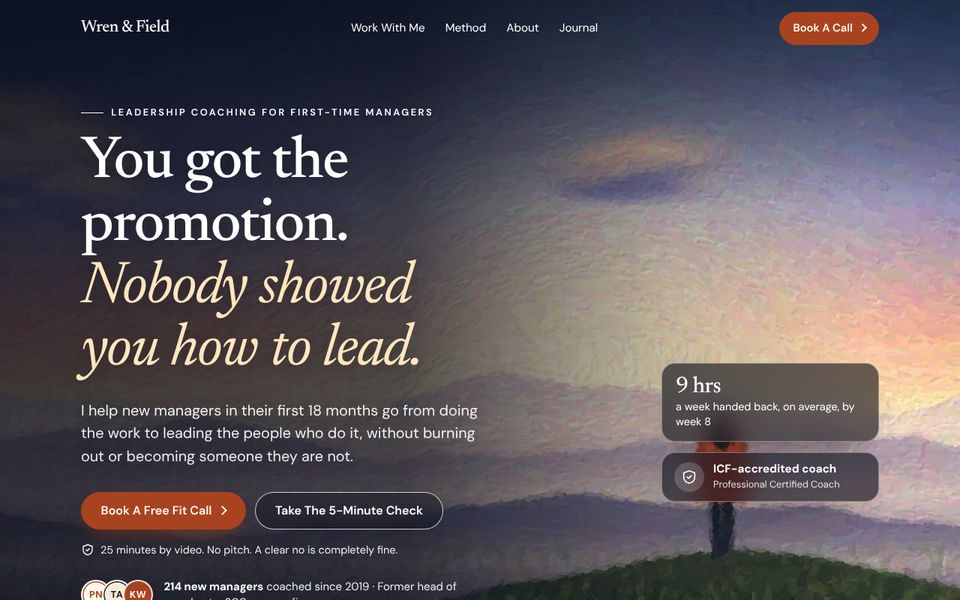 Wren & Field
Work With Me
Method
About
Journal
Book A Call
LEADERSHIP COACHING FOR FIRST-TIME MANAGERS
You got the
promotion.
Nobody showed
you how to lead.
I help new managers in their first 18 months go from doing
the work to leading the people who do it, without burning
out or becoming someone they are not.
Book A Free Fit Call
Take The 5-Minute Check
25 minutes by video. No pitch. A clear no is completely fine.
PN TA KW
214 new managers coached since 2019 · Former head of
9 hrs
a week handed back, on average, by
week 8
ICF-accredited coach
Professional Certified Coach